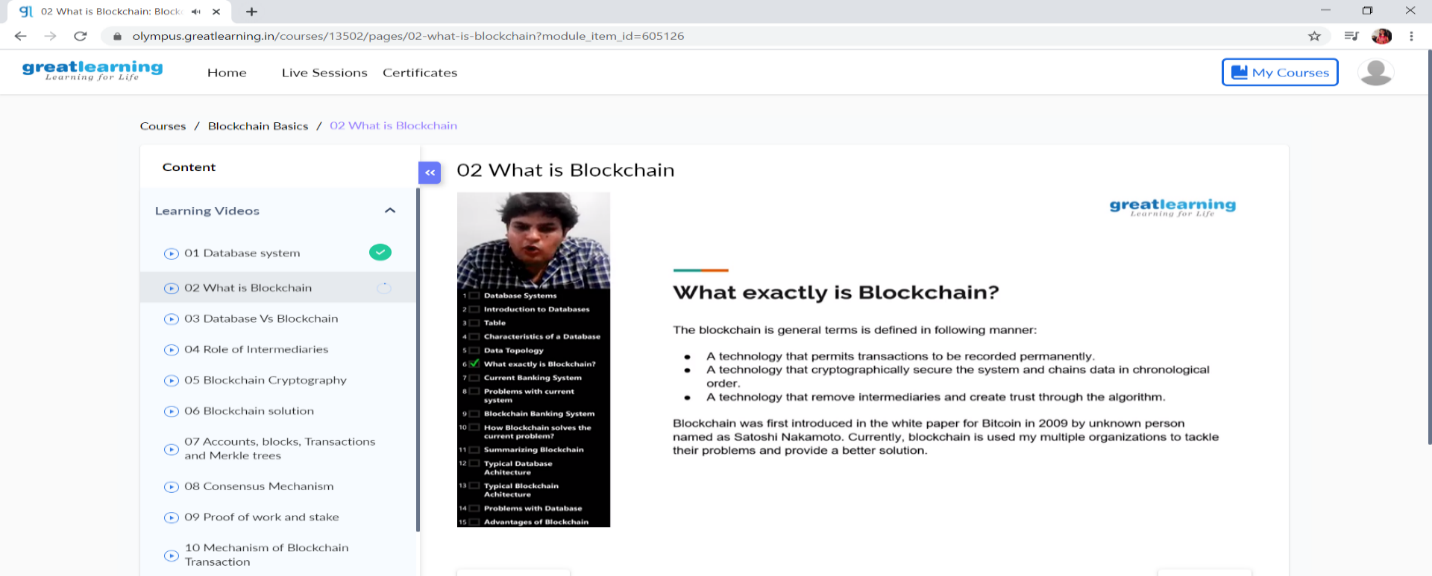 02 What is Blockchain: Block
olympus.greatlearning.in/courses/13502/pages/02-what-is-blockchain?module_item_id=605126
greatlearning
Learning for Life
Home Live Sessions Certificates
My Courses
Courses / Blockchain Basics / 02 What is Blockchain
Content
Learning Videos
01 Database system
02 What is Blockchain
03 Database Vs Blockchain
04 Role of Intermediaries
05 Blockchain Cryptography
06 Blockchain solution
07 Accounts, blocks, Transactions
and Merkle trees
08 Consensus Mechanism
09 Proof of work and stake
10 Mechanism of Blockchain
Transaction
02 What is Blockchain
1 Database Systems
2 Introduction to Databases
3 Table
4 Characteristics of a Database
5 Data Topology
6 What exactly is Blockchain?
7 Current Banking System
8 Problems with current
system
9 Blockchain Banking System
10 How Blockchain solves the
current problem?
11 Summarizing Blockchain
12 Typical Database
Achitecture
13 Typical Blockchain
Achitecture
14 Problems with Database
15 Advantages of Blockchain
greatlearning
Learning for Life
What exactly is Blockchain?
The blockchain is general terms is defined in following manner:
● A technology that permits transactions to be recorded permanently.
● A technology that cryptographically secure the system and chains data in chronological
order.
● A technology that remove intermediaries and create trust through the algorithm.
Blockchain was first introduced in the white paper for Bitcoin in 2009 by unknown person
named as Satoshi Nakamoto. Currently, blockchain is used my multiple organizations to tackle
their problems and provide a better solution.